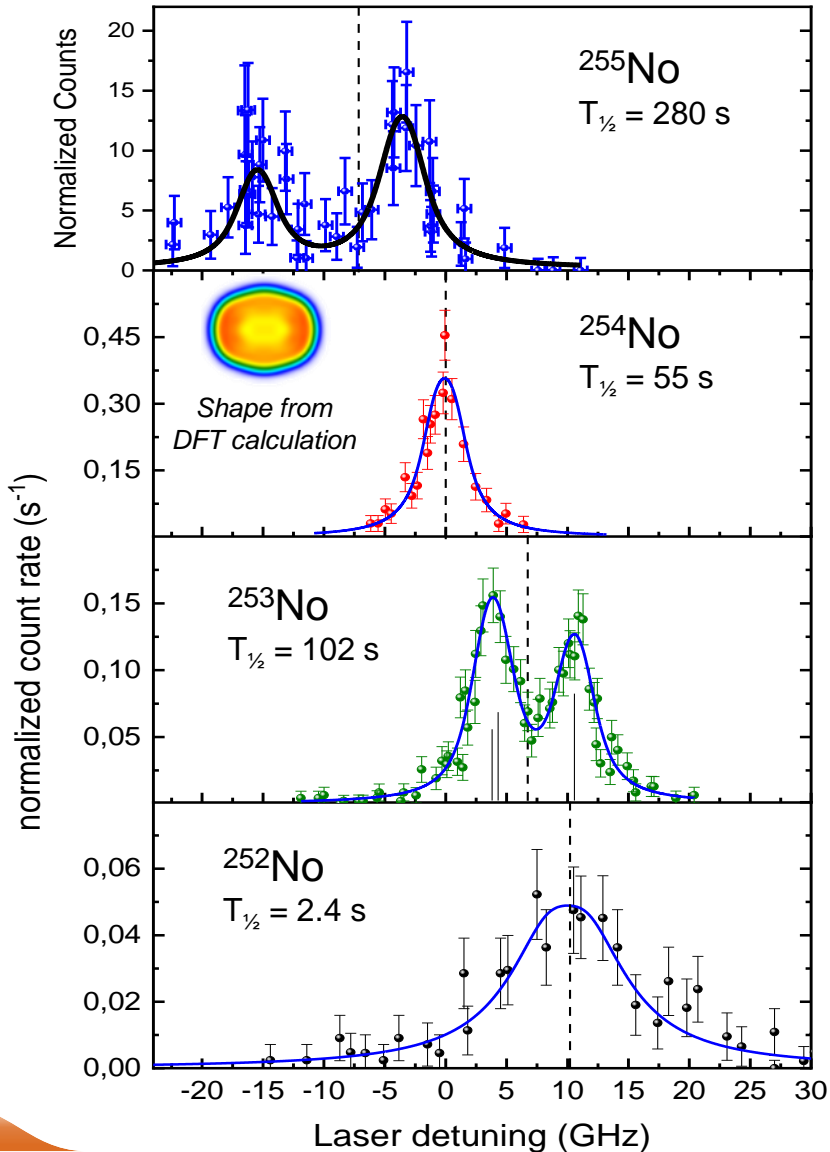 Normalized Counts
20
15
10
5
0
²⁵⁵No
T½ = 280 s
normalized count rate (s⁻¹)
0,45
0,30
0,15
²⁵⁴No
T½ = 55 s
Shape from
DFT calculation
0,15
0,10
0,05
²⁵³No
T½ = 102 s
0,06
0,04
0,02
0,00
²⁵²No
T½ = 2.4 s
-20 -15 -10 -5 0 5 10 15 20 25 30
Laser detuning (GHz)